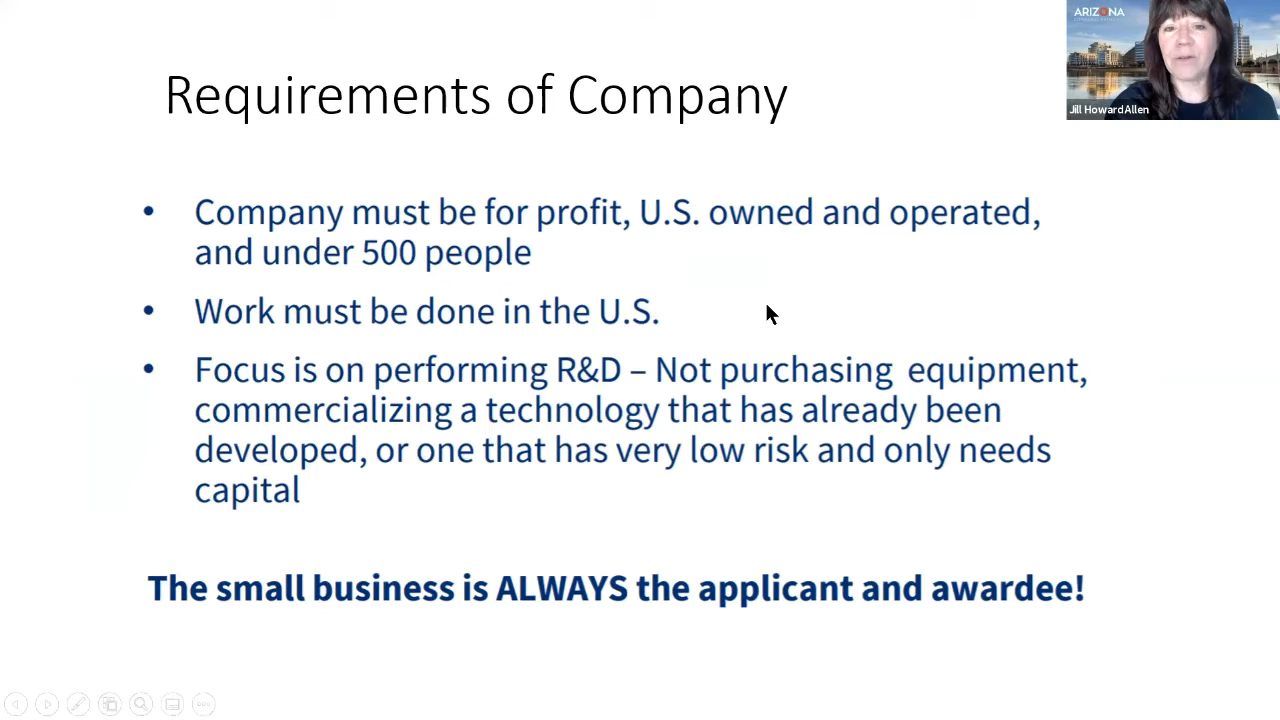 ARIZONA
Jill HowardAllen
Requirements of Company
• Company must be for profit, U.S. owned and operated,
and under 500 people
• Work must be done in the U.S.
• Focus is on performing R&D – Not purchasing equipment,
commercializing a technology that has already been
developed, or one that has very low risk and only needs
capital
The small business is ALWAYS the applicant and awardee!